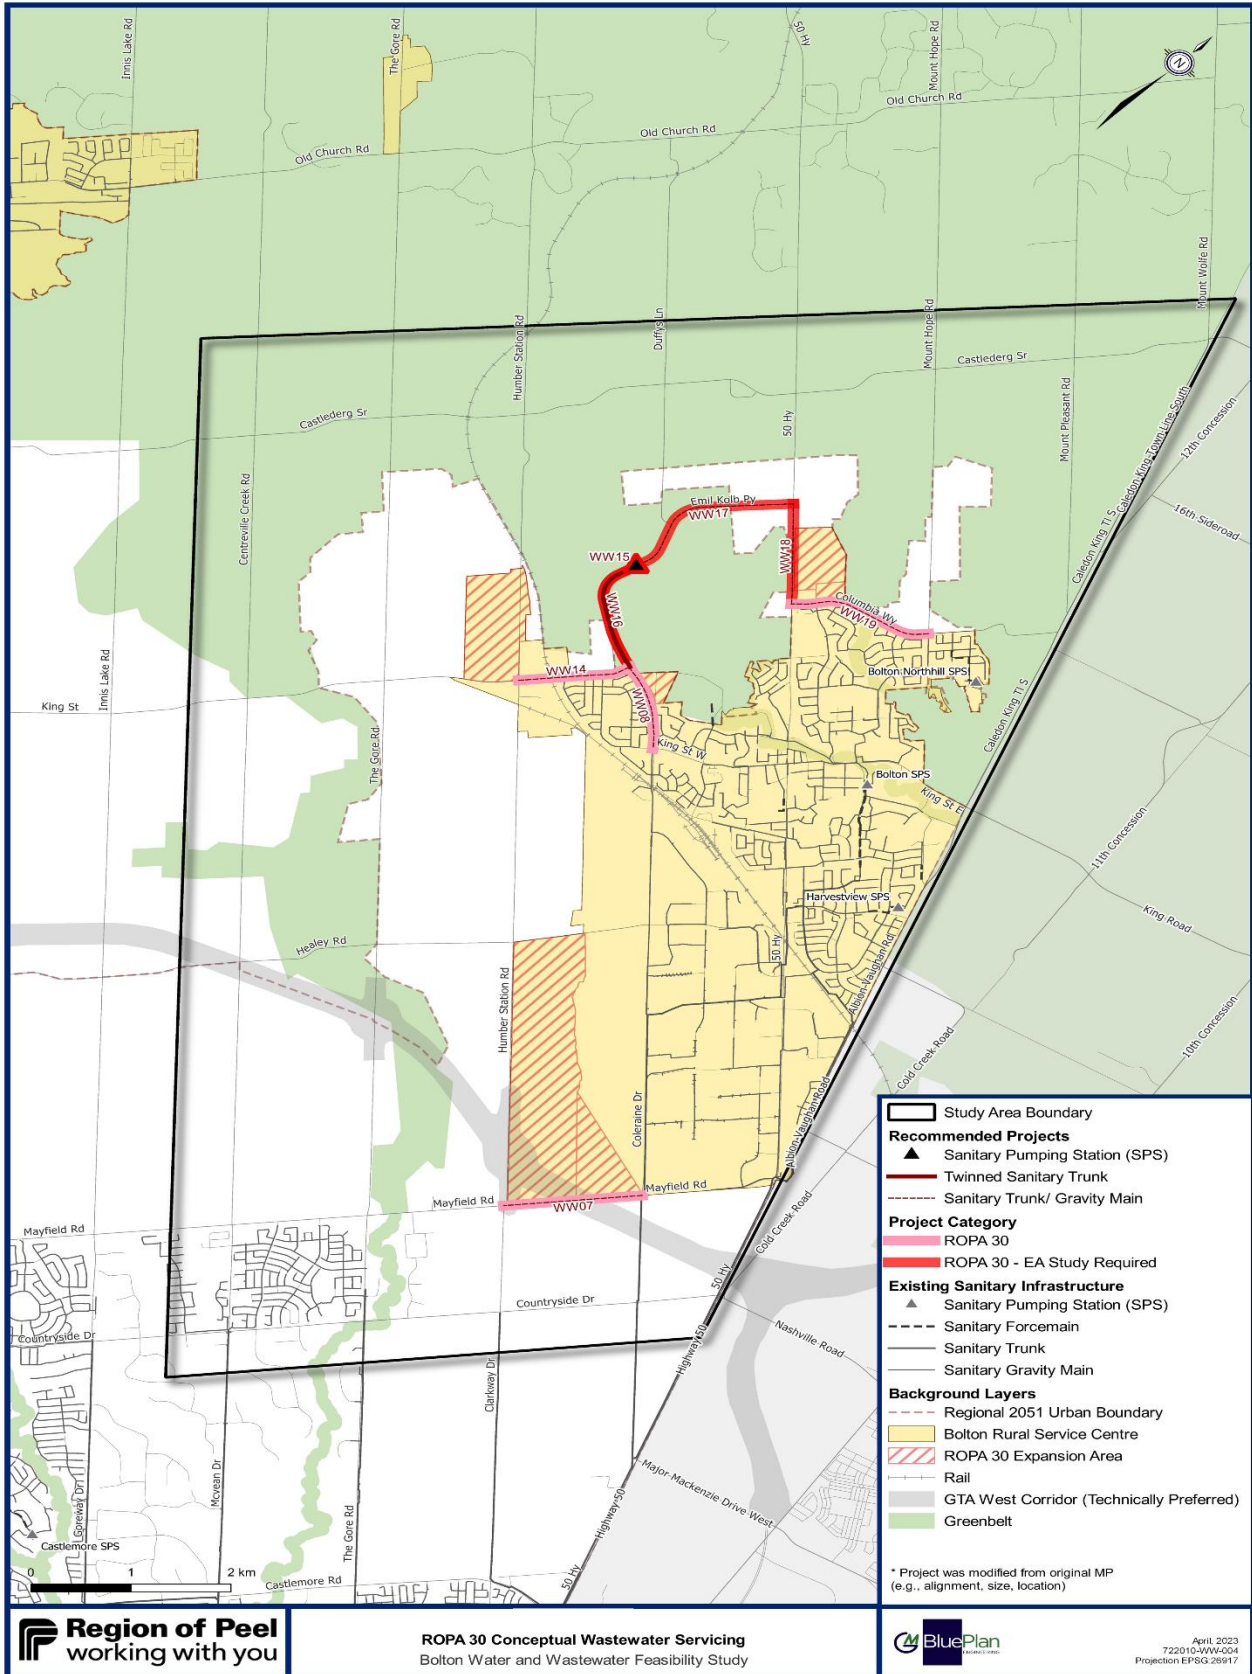 Innis Lake Rd
The Gore Rd
50 Hy
Mount Hope Rd
N
Old Church Rd
Old Church Rd
Old Church Rd
Mount Wolfe Rd
Humber Station Rd
Duffys Ln
Mount Hope Rd
Castlederg Sr
Castlederg Sr
50 Hy
Mount Pleasant Rd
Caledon King Town Line South
12th Concession
16th Sideroad
Centreville Creek Rd
Emil Kolb Py
WW17
WW15
WW18
WW16
Caledon King Tl S
Columbia Wy
WW19
WW14
Bolton Northhill SPS
Innis Lake Rd
King St
WW08
King St W
Caledon King Tl S
The Gore Rd
Bolton SPS
King St E
11th Concession
Harvestview SPS
King Road
Healey Rd
50 Hy
Albion-Vaughan Rd
Humber Station Rd
10th Concession
Cold Creek Road
Coleraine Dr
Albion-Vaughan Road
Mayfield Rd
Mayfield Rd
WW07
Mayfield Rd
Cold Creek Road
50 Hy
Countryside Dr
Countryside Dr
Nashville Road
Highway 50
Clarkway Dr
Mcvean Dr
Goreway Dr
The Gore Rd
Major Mackenzie Drive West
Highway 50
Castlemore SPS
0 1 2 km
Castlemore Rd
50 Hy
Study Area Boundary
Recommended Projects
Sanitary Pumping Station (SPS)
Twinned Sanitary Trunk
Sanitary Trunk/ Gravity Main
Project Category
ROPA 30
ROPA 30 - EA Study Required
Existing Sanitary Infrastructure
Sanitary Pumping Station (SPS)
Sanitary Forcemain
Sanitary Trunk
Sanitary Gravity Main
Background Layers
Regional 2051 Urban Boundary
Bolton Rural Service Centre
ROPA 30 Expansion Area
Rail
GTA West Corridor (Technically Preferred)
Greenbelt
* Project was modified from original MP
(e.g., alignment, size, location)
Region of Peel
working with you
ROPA 30 Conceptual Wastewater Servicing
Bolton Water and Wastewater Feasibility Study
GM BluePlan
April, 2023
722010-WW-004
Projection EPSG:26917